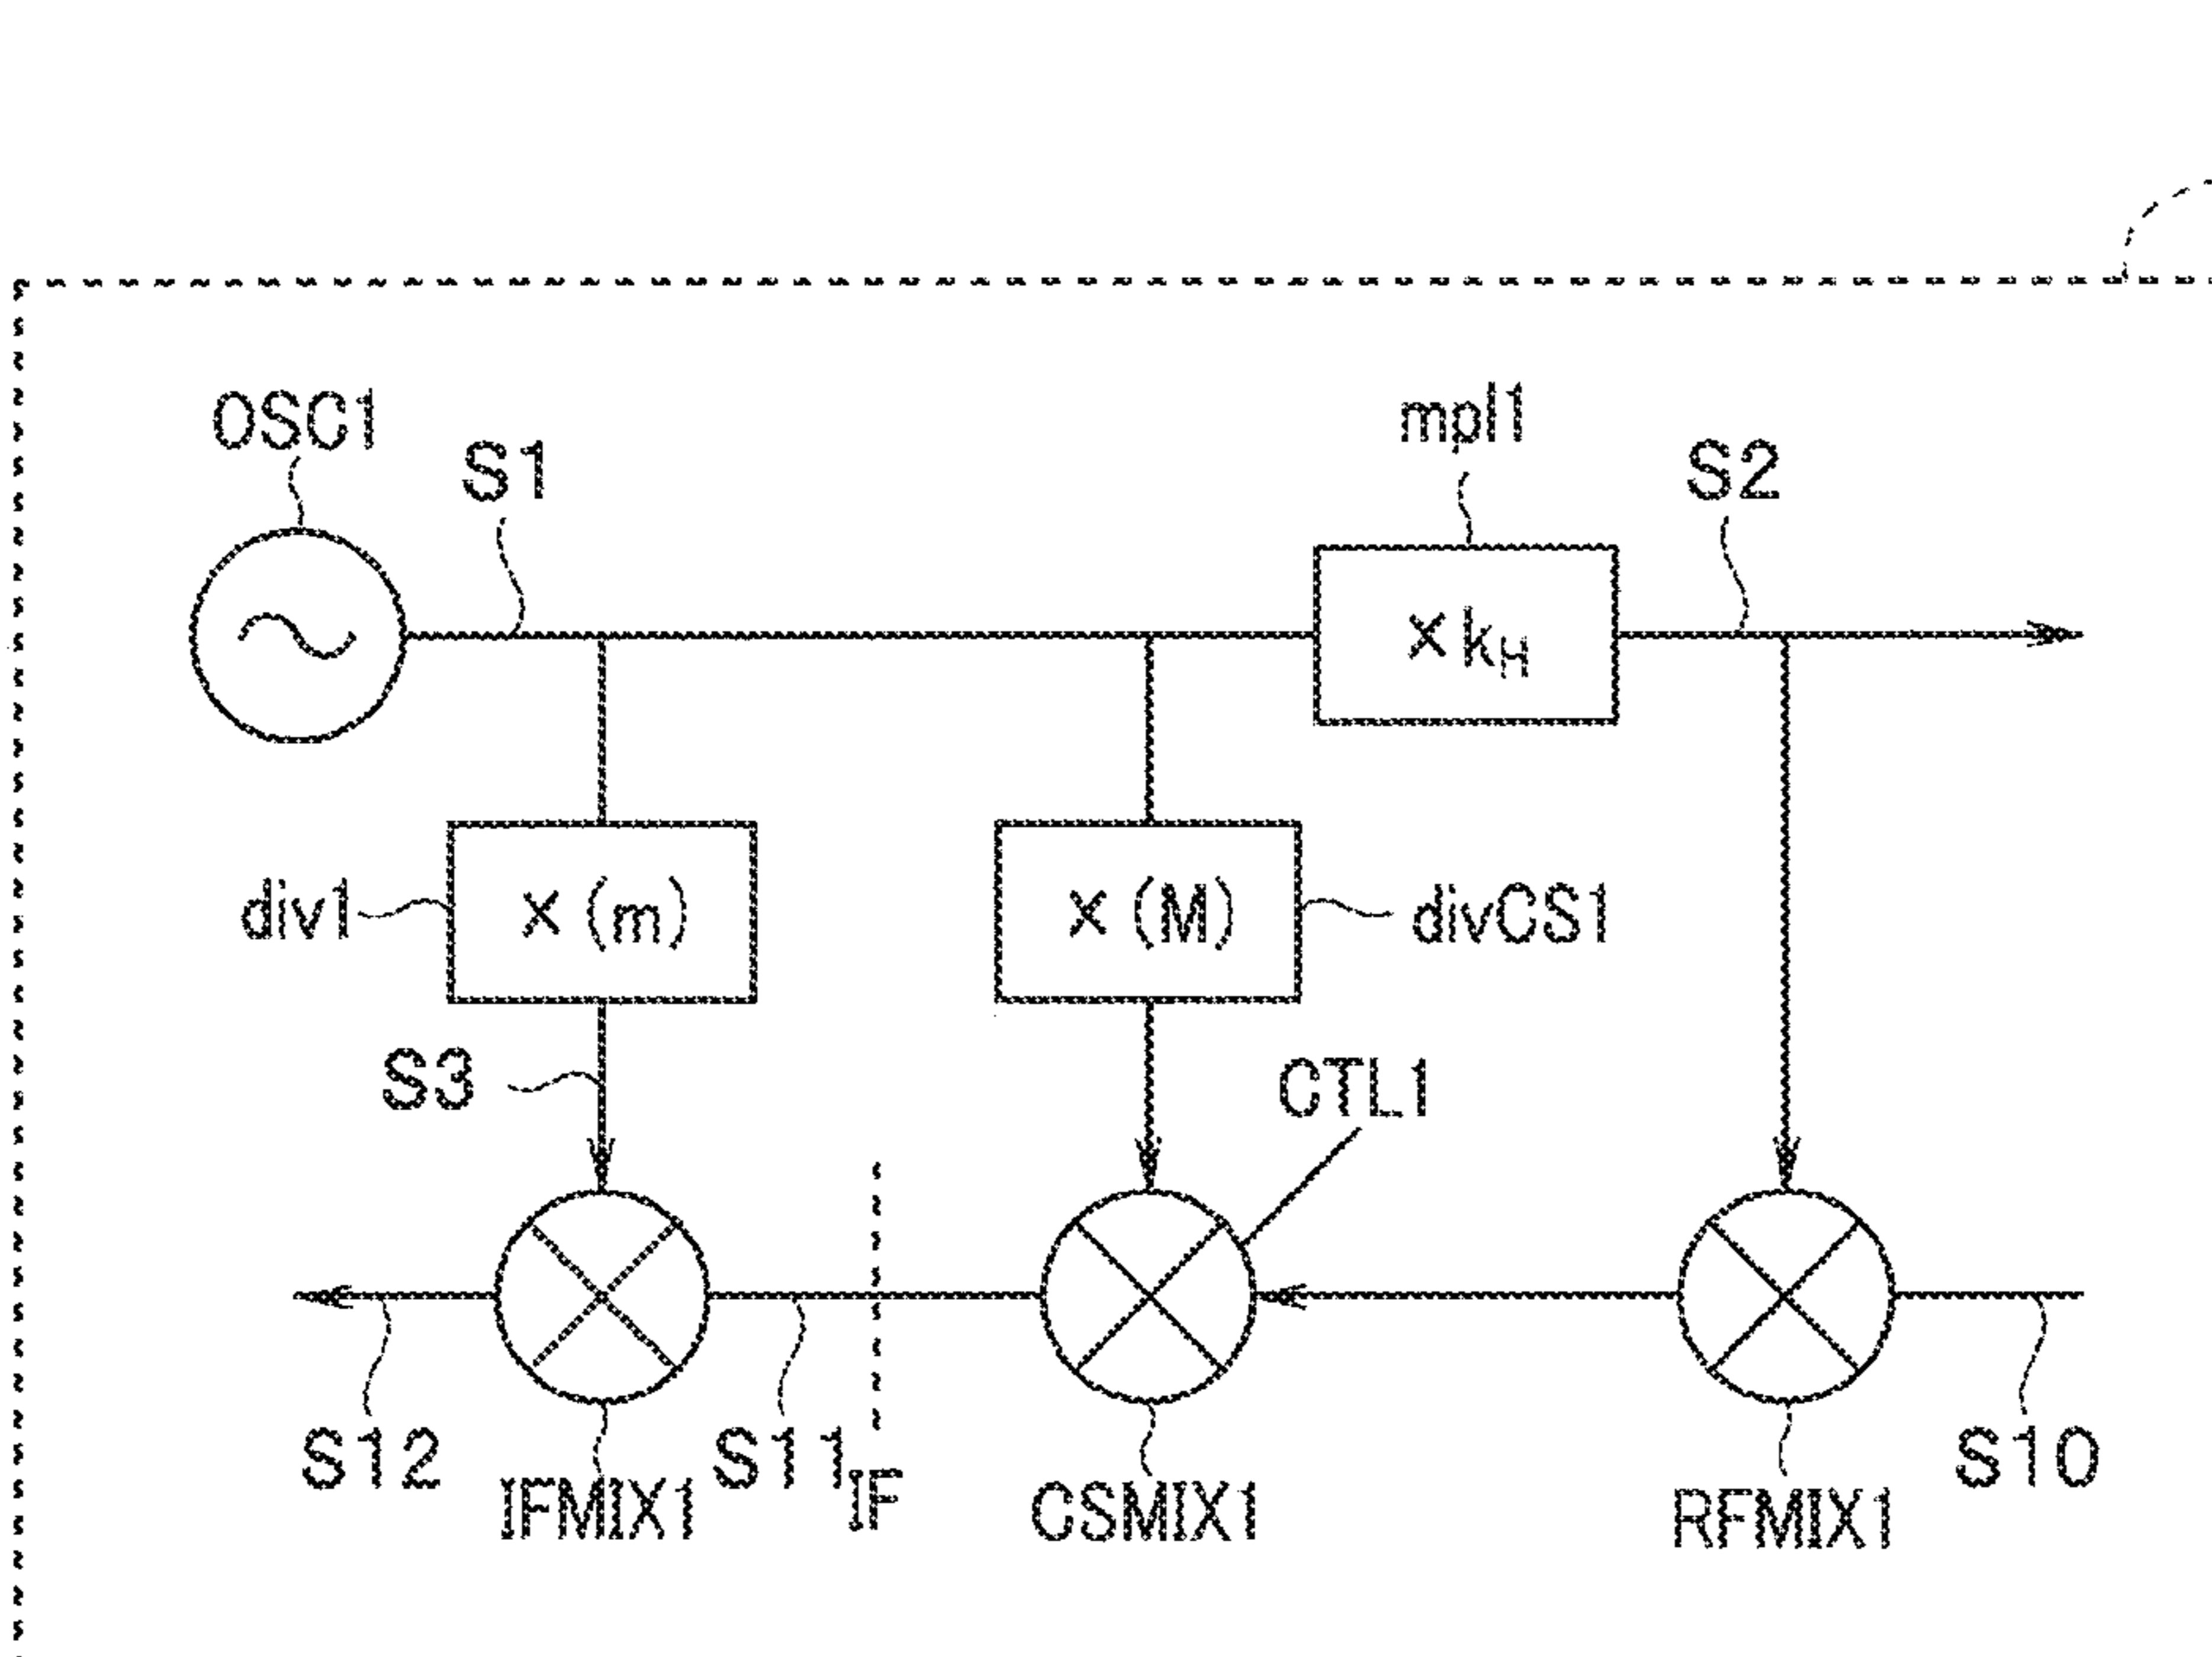 OSC1
S1
mpl1
S2
× kH
div1
× (m)
× (M)
divCS1
S3
CTL1
S12
IFMIX1
S11
IF
CSMIX1
RFMIX1
S10